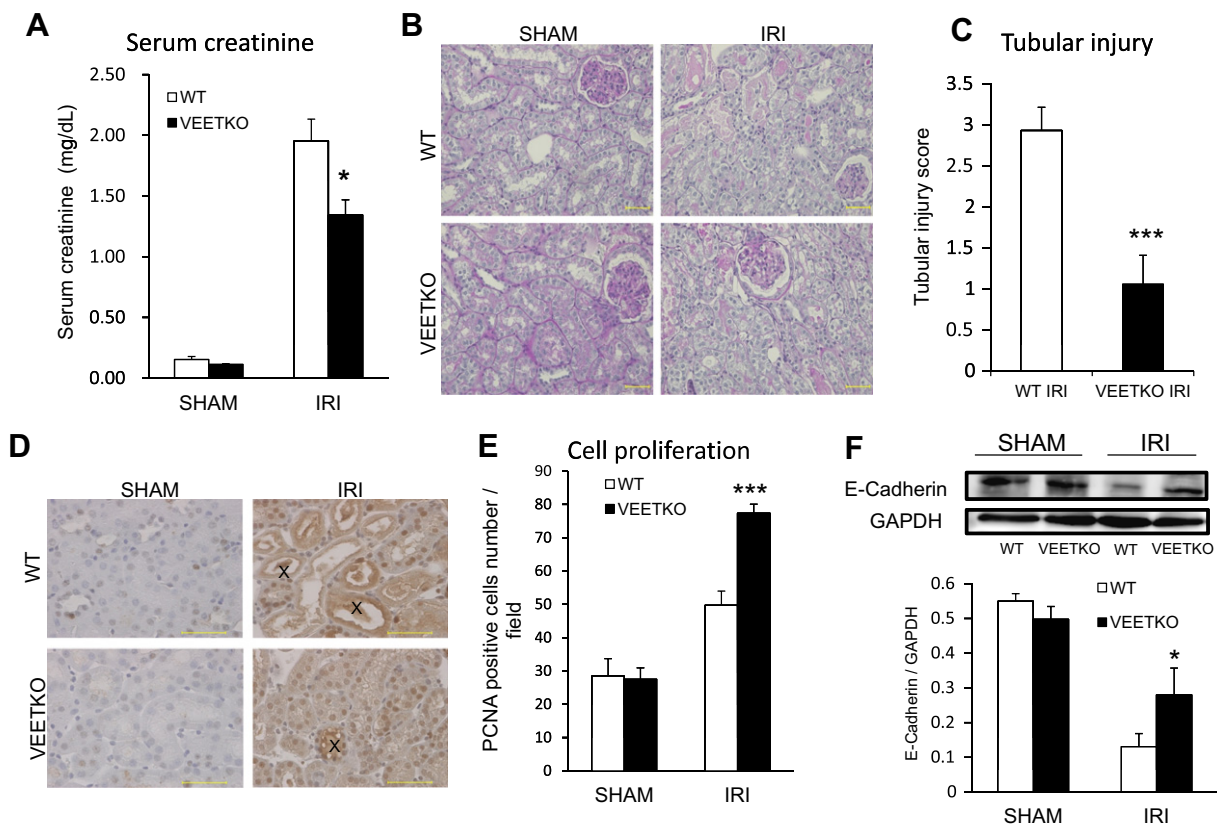 A
Serum creatinine
2.50
2.00
1.50
1.00
0.50
0.00
Serum creatinine (mg/dL)
WT
VEETKO
*
SHAM
IRI
B
SHAM
IRI
WT
VEETKO
C
Tubular injury
3.5
3
2.5
2
1.5
1
0.5
0
Tubular injury score
***
WT IRI
VEETKO IRI
D
SHAM
IRI
WT
VEETKO
X
X
X
E
Cell proliferation
90
80
70
60
50
40
30
20
10
0
PCNA positive cells number /
field
WT
VEETKO
***
SHAM
IRI
F
SHAM
IRI
E-Cadherin
GAPDH
WT
VEETKO
WT
VEETKO
0.6
0.5
0.4
0.3
0.2
0.1
0
E-Cadherin / GAPDH
WT
VEETKO
*
SHAM
IRI